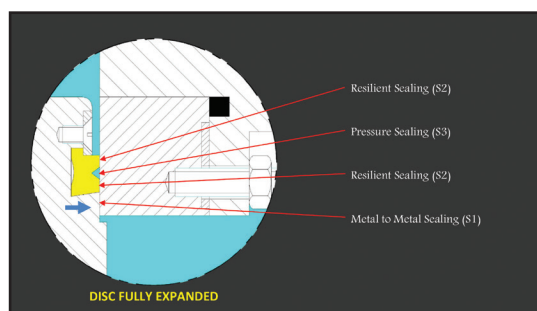 Resilient Sealing (S2)
Pressure Sealing (S3)
Resilient Sealing (S2)
Metal to Metal Sealing (S1)
DISC FULLY EXPANDED